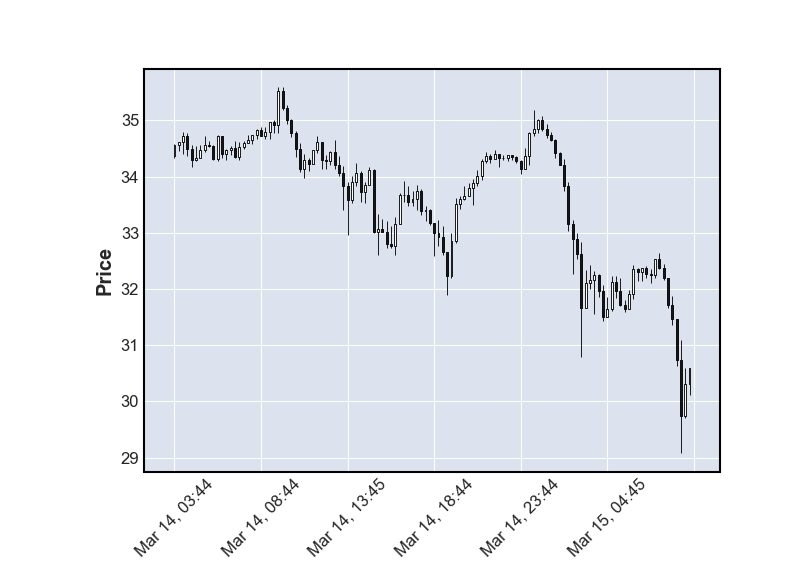 Price
35
34
33
32
31
30
29
Mar 14, 03:44
Mar 14, 08:44
Mar 14, 13:45
Mar 14, 18:44
Mar 14, 23:44
Mar 15, 04:45